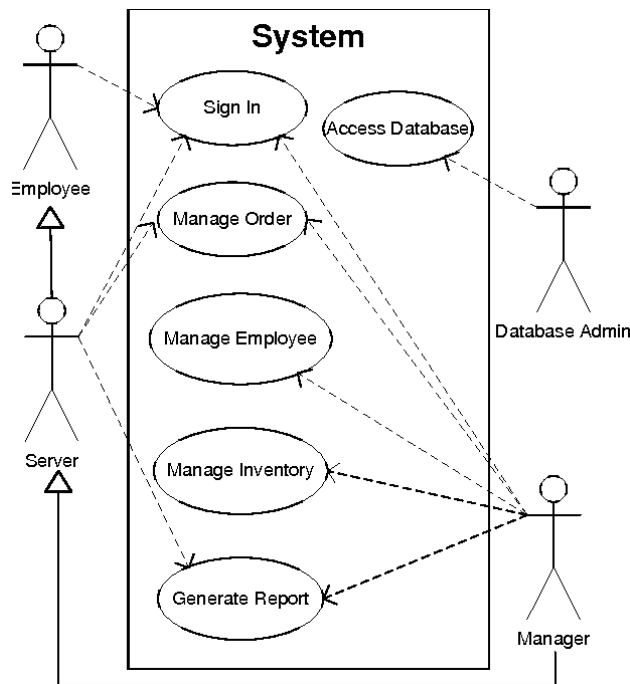 System
Sign In
Access Database
Employee
Manage Order
Manage Employee
Database Admin
Server
Manage Inventory
Generate Report
Manager